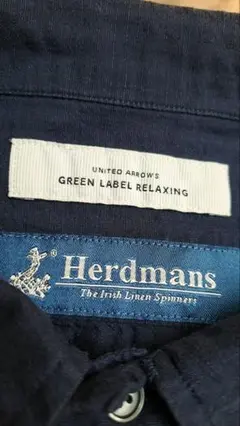 UNITED ARROWS
GREEN LABEL RELAXING
® Herdmans
The Irish Linen Spinners